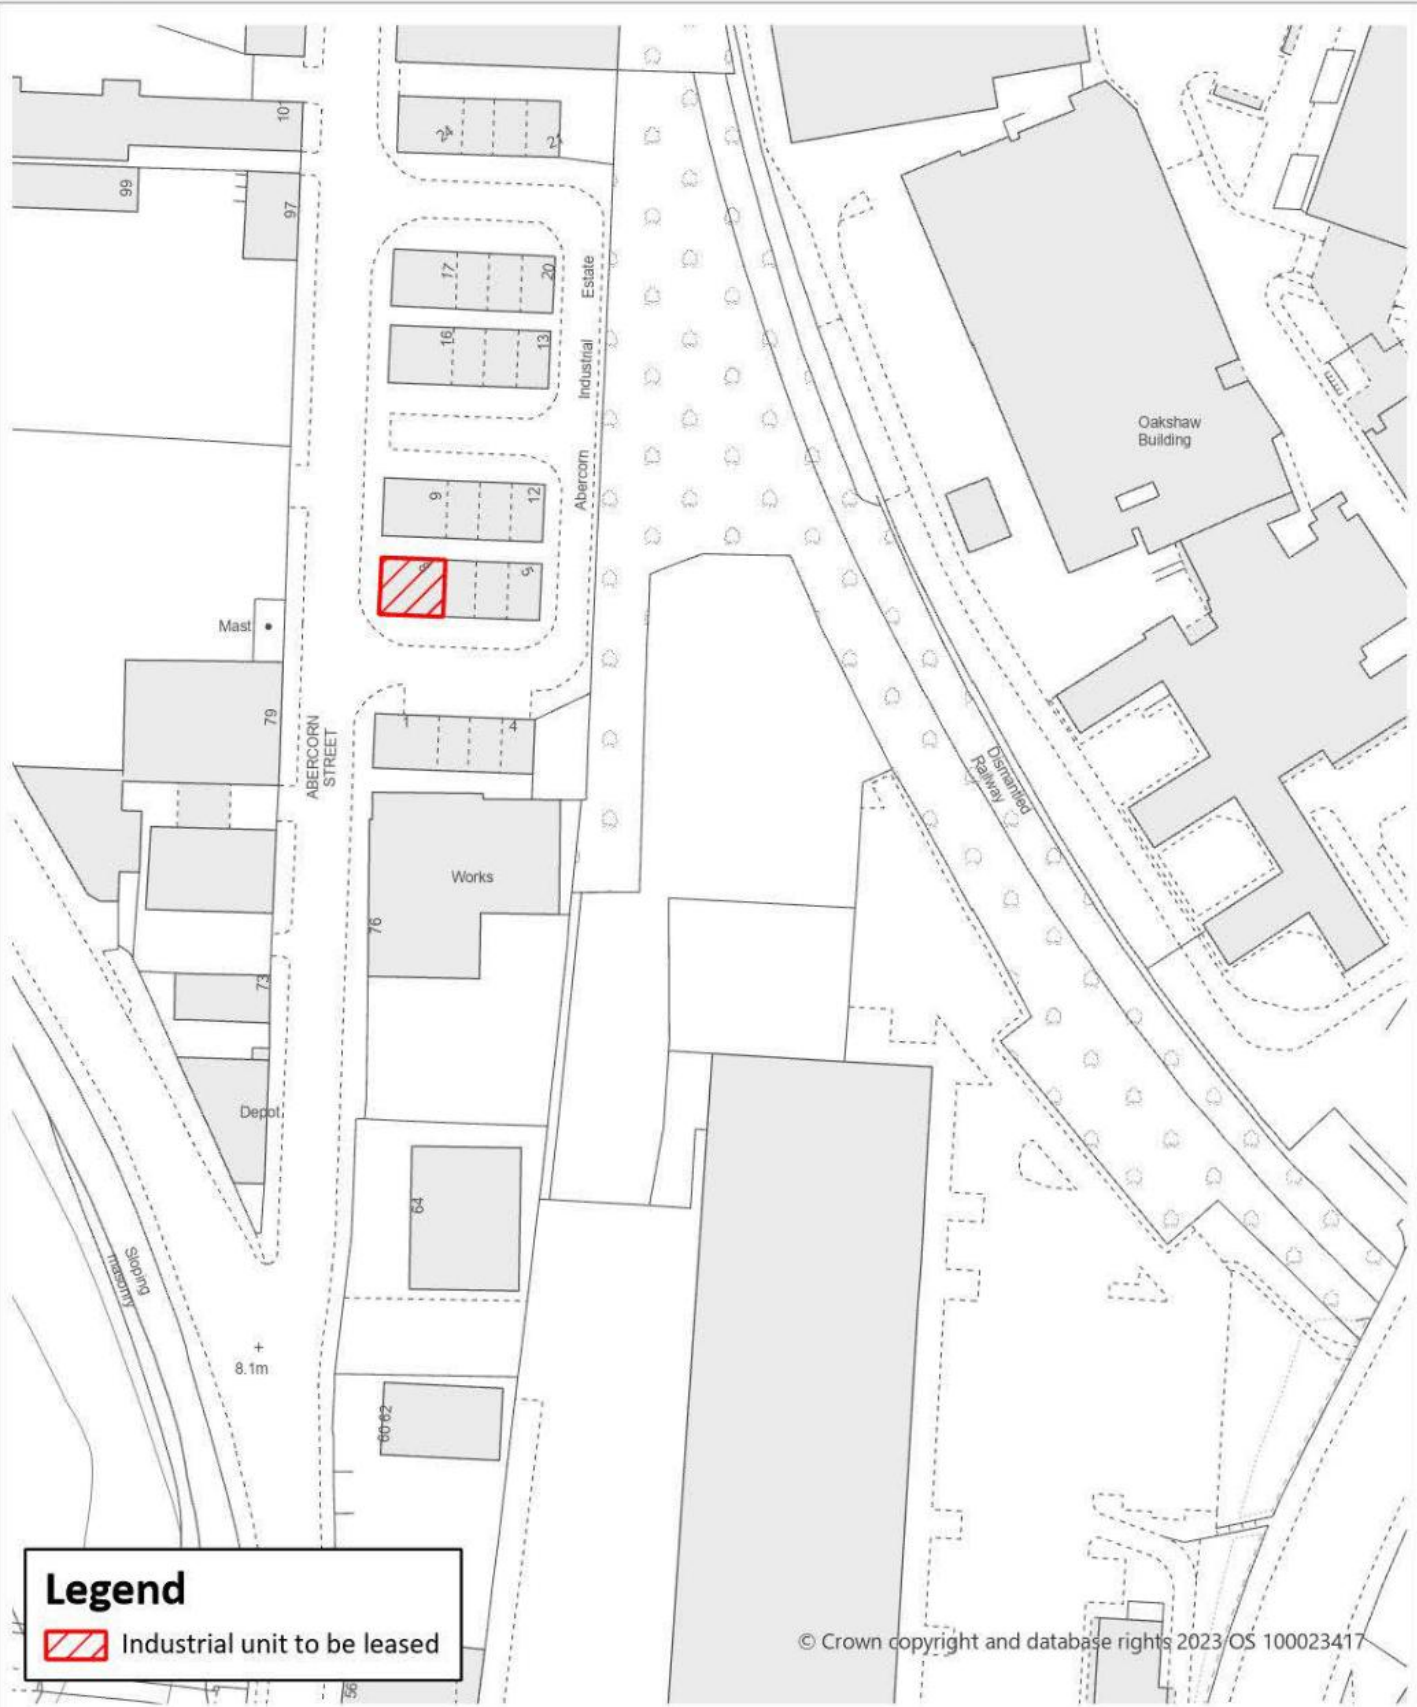 101
24
21
99
97
17
20
Estate
16
13
Industrial
Oakshaw
Building
Abercorn
9
12
8
5
Mast
79
ABERCORN
STREET
1
4
Dismantled
Railway
Works
76
73
Depot
64
Sloping
masonry
8.1m
60 62
Legend
Industrial unit to be leased
© Crown copyright and database rights 2023 OS 100023417
56